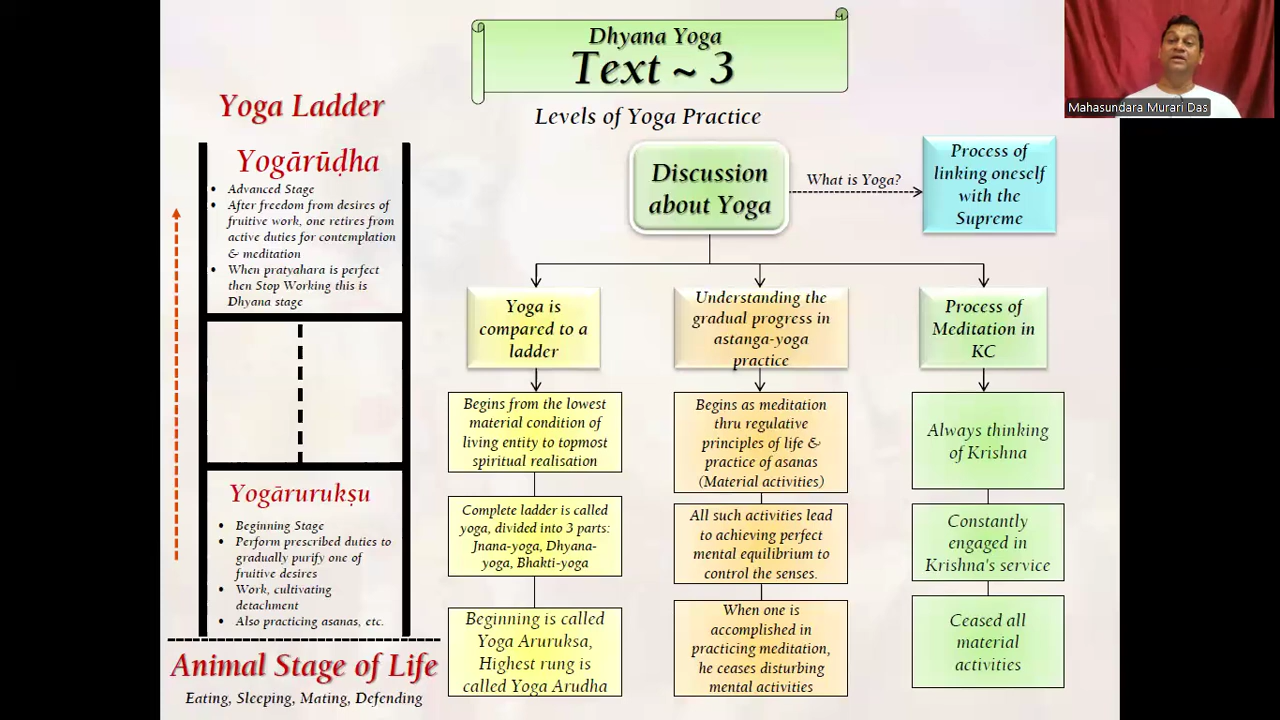 Dhyana Yoga
Text ~ 3
Levels of Yoga Practice
Mahasundara Murari Das
Yoga Ladder
Yogārūḍha
• Advanced Stage
• After freedom from desires of
fruitive work, one retires from
active duties for contemplation
& meditation
• When pratyahara is perfect
then Stop Working this is
Dhyana stage
Yogārurukṣu
• Beginning Stage
• Perform prescribed duties to
gradually purify one of
fruitive desires
• Work, cultivating
detachment
• Also practicing asanas, etc.
Animal Stage of Life
Eating, Sleeping, Mating, Defending
Discussion
about Yoga
What is Yoga?
Process of
linking oneself
with the
Supreme
Yoga is
compared to a
ladder
Begins from the lowest
material condition of
living entity to topmost
spiritual realisation
Complete ladder is called
yoga, divided into 3 parts:
Jnana-yoga, Dhyana-
yoga, Bhakti-yoga
Beginning is called
Yoga Aruruksa,
Highest rung is
called Yoga Arudha
Understanding the
gradual progress in
astanga-yoga
practice
Begins as meditation
thru regulative
principles of life &
practice of asanas
(Material activities)
All such activities lead
to achieving perfect
mental equilibrium to
control the senses.
When one is
accomplished in
practicing meditation,
he ceases disturbing
mental activities
Process of
Meditation in
KC
Always thinking
of Krishna
Constantly
engaged in
Krishna's service
Ceased all
material
activities